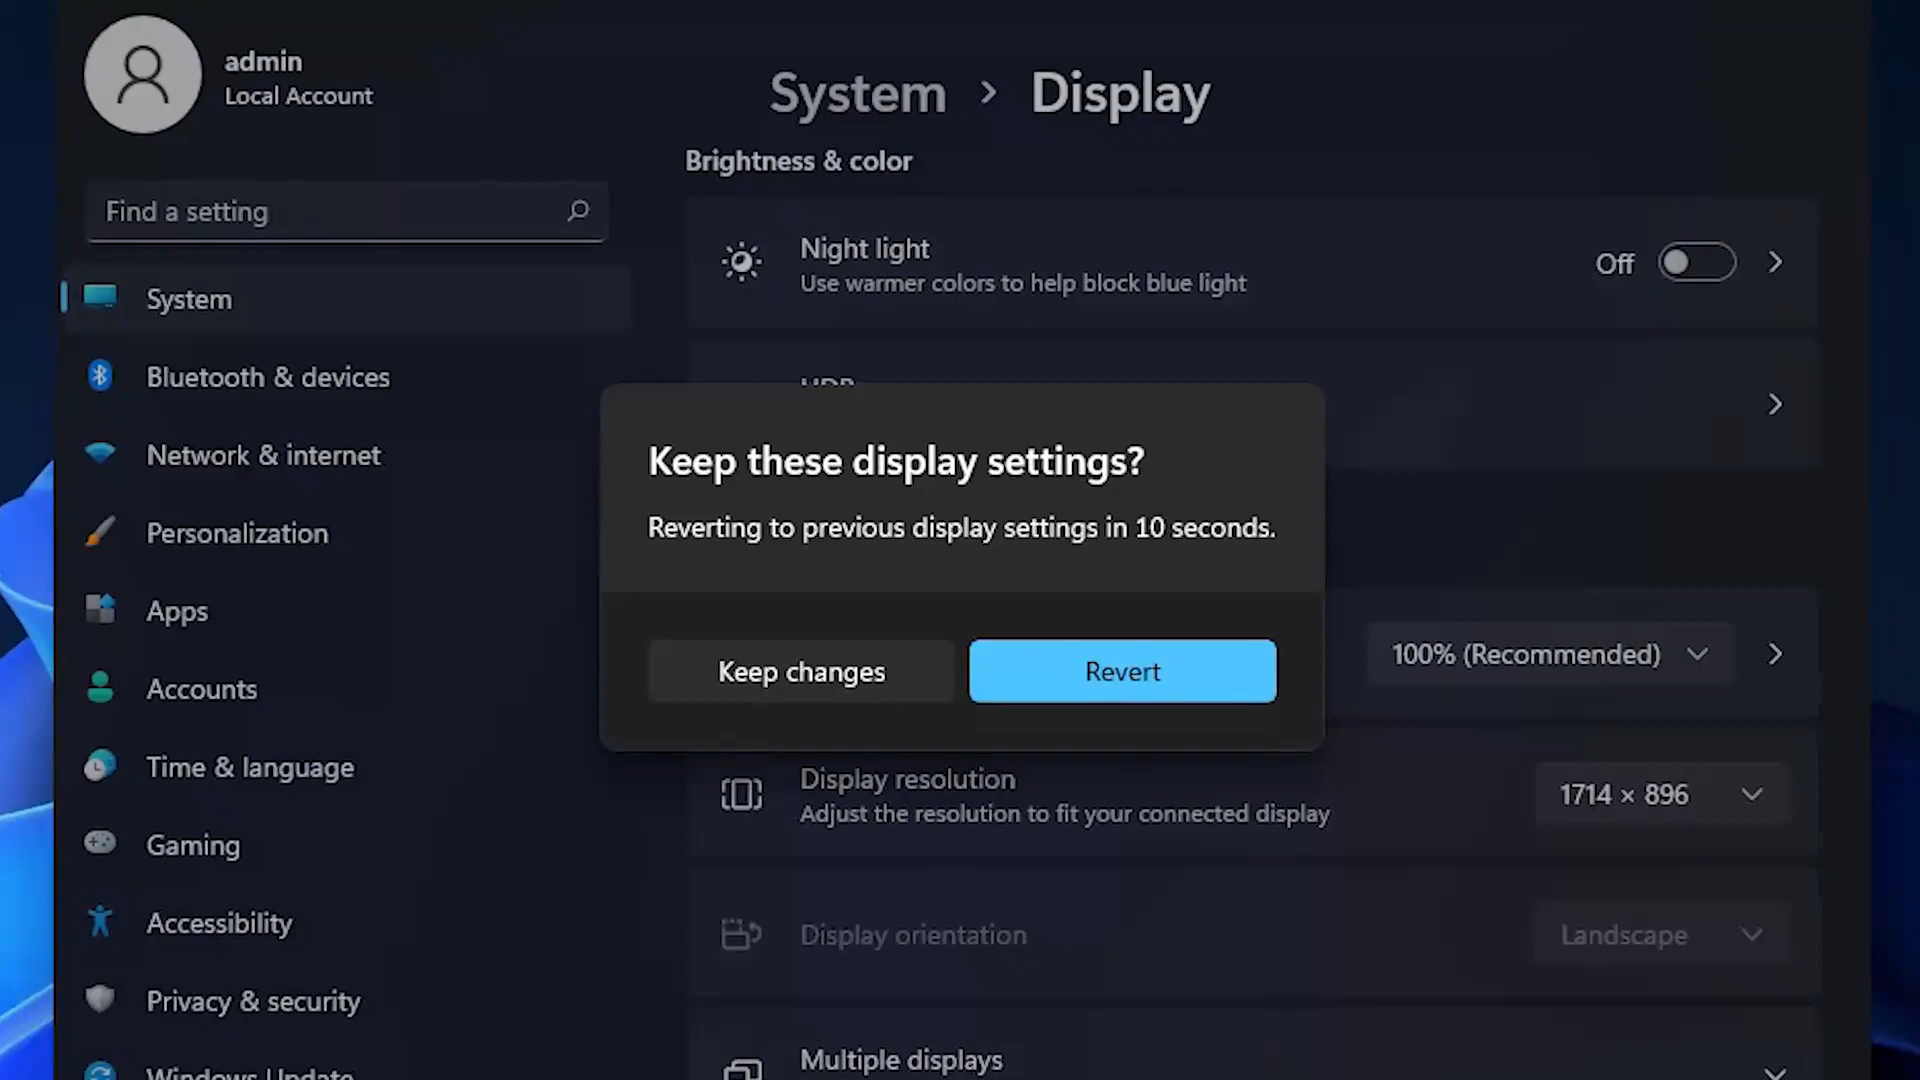 admin
Local Account
Find a setting
System
Bluetooth & devices
Network & internet
Personalization
Apps
Accounts
Time & language
Gaming
Accessibility
Privacy & security
Windows Update
System > Display
Brightness & color
Night light
Use warmer colors to help block blue light
Off
HDR
Keep these display settings?
Reverting to previous display settings in 10 seconds.
Keep changes
Revert
100% (Recommended)
Display resolution
Adjust the resolution to fit your connected display
1714 × 896
Display orientation
Landscape
Multiple displays